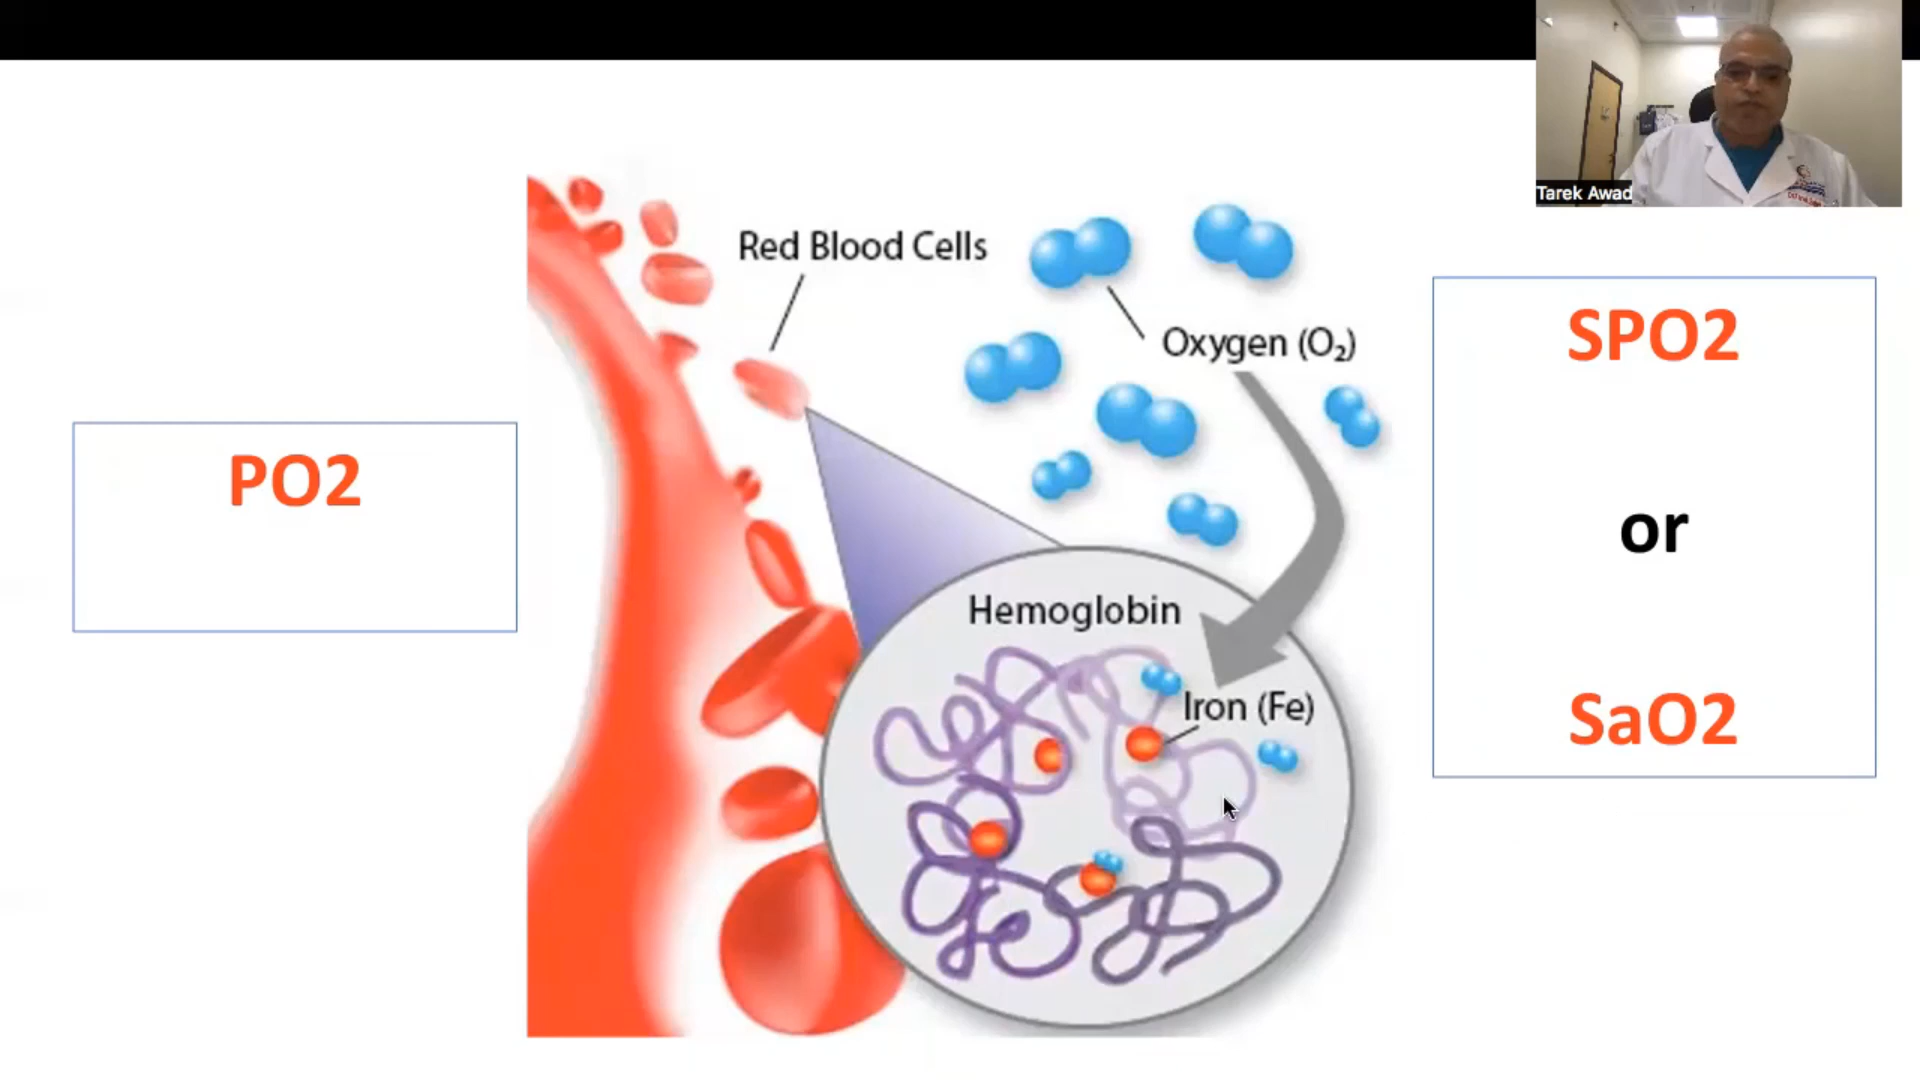 Tarek Awad
Red Blood Cells
Oxygen (O₂)
PO2
SPO2
or
SaO2
Hemoglobin
Iron (Fe)